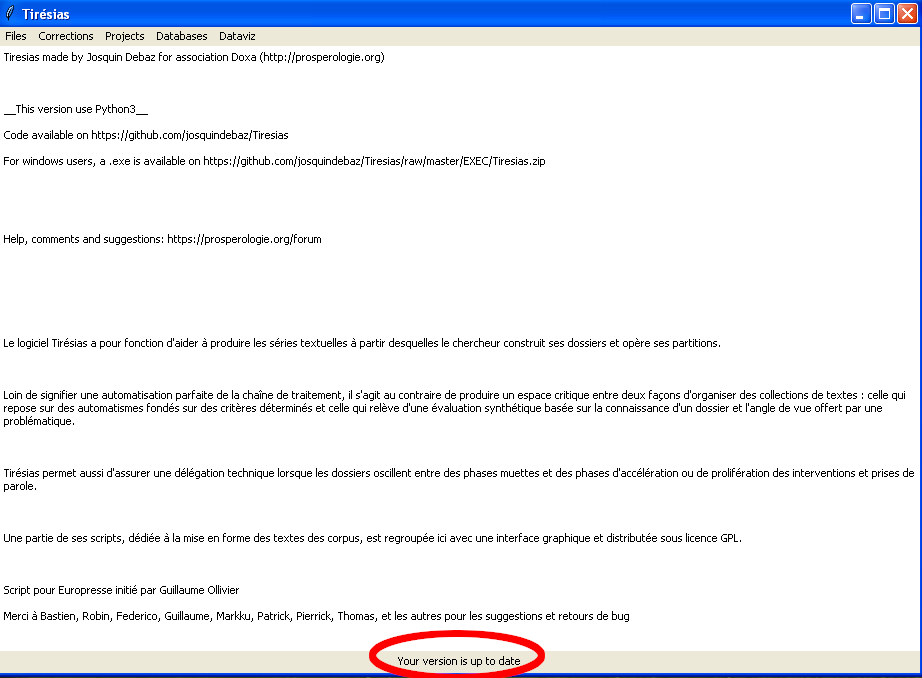 Tirésias
Files Corrections Projects Databases Dataviz
Tiresias made by Josquin Debaz for association Doxa (http://prosperologie.org)
__This version use Python3__
Code available on https://github.com/josquindebaz/Tiresias
For windows users, a .exe is available on https://github.com/josquindebaz/Tiresias/raw/master/EXEC/Tiresias.zip
Help, comments and suggestions: https://prosperologie.org/forum
Le logiciel Tirésias a pour fonction d'aider à produire les séries textuelles à partir desquelles le chercheur construit ses dossiers et opère ses partitions.
Loin de signifier une automatisation parfaite de la chaîne de traitement, il s'agit au contraire de produire un espace critique entre deux façons d'organiser des collections de textes : celle qui
repose sur des automatismes fondés sur des critères déterminés et celle qui relève d'une évaluation synthétique basée sur la connaissance d'un dossier et l'angle de vue offert par une
problématique.
Tirésias permet aussi d'assurer une délégation technique lorsque les dossiers oscillent entre des phases muettes et des phases d'accélération ou de prolifération des interventions et prises de
parole.
Une partie de ses scripts, dédiée à la mise en forme des textes des corpus, est regroupée ici avec une interface graphique et distributée sous licence GPL.
Script pour Europresse initié par Guillaume Ollivier
Merci à Bastien, Robin, Federico, Guillaume, Markku, Patrick, Pierrick, Thomas, et les autres pour les suggestions et retours de bug
Your version is up to date